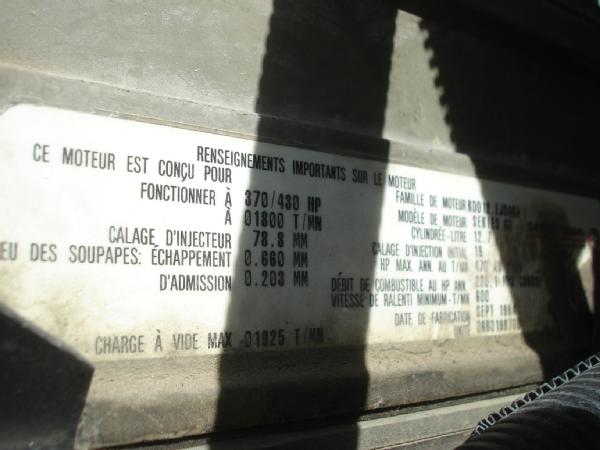 RENSEIGNEMENTS IMPORTANTS SUR LE MOTEUR
CE MOTEUR EST CONÇU POUR
FONCTIONNER À 370/430 HP
À 01800 T/MN
CALAGE D'INJECTEUR 78.8 MM
EU DES SOUPAPES: ÉCHAPPEMENT 0.660 MM
D'ADMISSION 0.203 MM
CHARGE À VIDE MAX 01925 T/MN
FAMILLE DE MOTEUR
MODÈLE DE MOTEUR SERIES
CYLINDRÉE-LITRE 12.7
CALAGE D'INJECTION INITIAL
HP MAX. ANN. AU T/MN
DÉBIT DE COMBUSTIBLE AU HP ANN.
VITESSE DE RALENTI MINIMUM-T/MN 600
DATE DE FABRICATION SEPT
UNITÉ